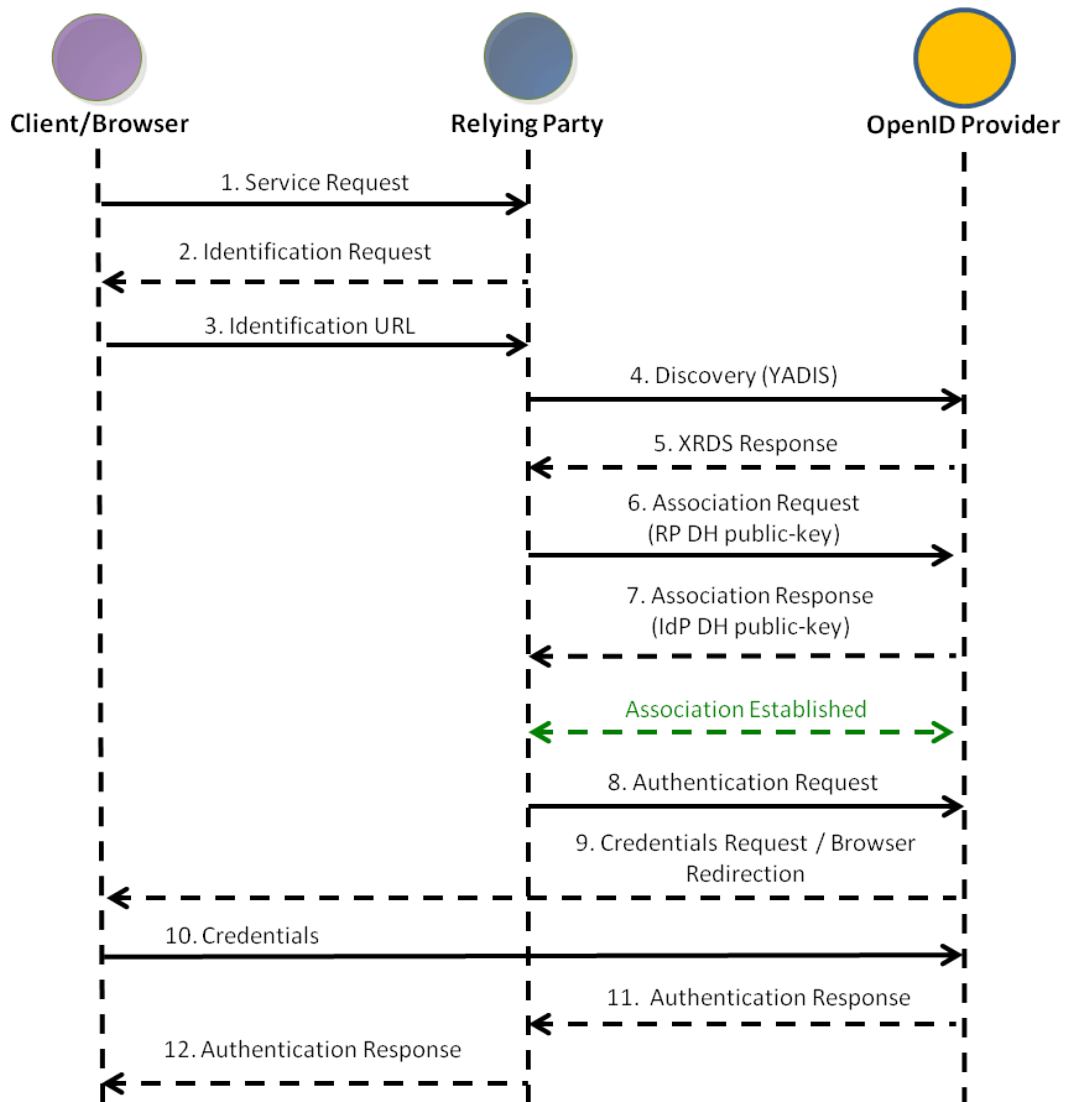 Client/Browser
Relying Party
OpenID Provider
1. Service Request
2. Identification Request
3. Identification URL
4. Discovery (YADIS)
5. XRDS Response
6. Association Request
(RP DH public-key)
7. Association Response
(IdP DH public-key)
Association Established
8. Authentication Request
9. Credentials Request / Browser
Redirection
10. Credentials
11. Authentication Response
12. Authentication Response